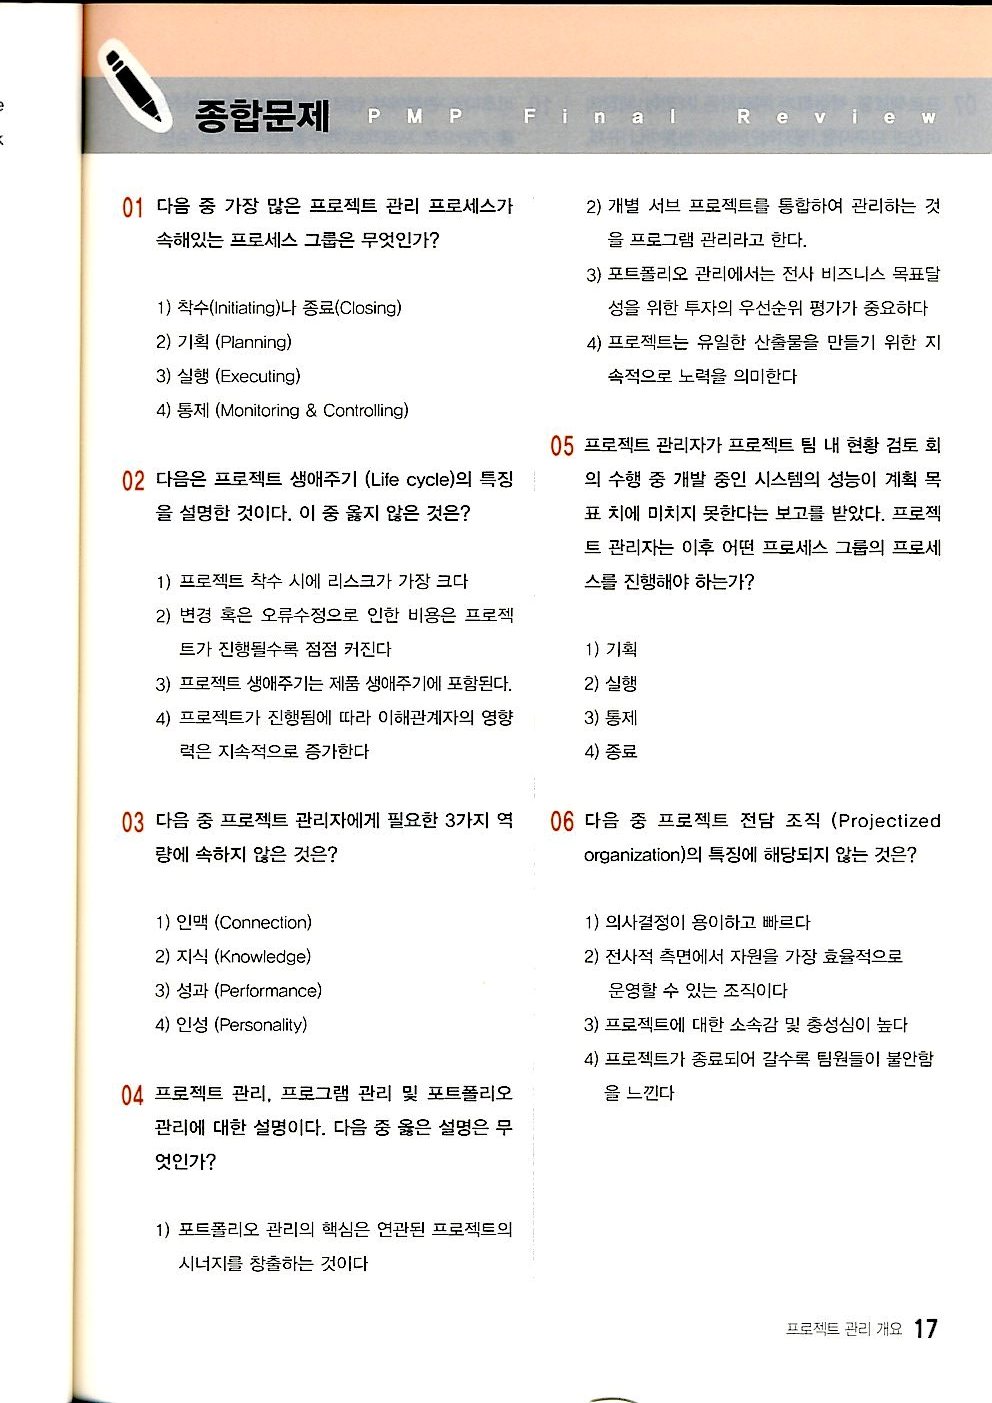 종합문제 PMP Final Review
01 다음 중 가장 많은 프로젝트 관리 프로세스가
속해있는 프로세스 그룹은 무엇인가?
1) 착수(Initiating)나 종료(Closing)
2) 기획 (Planning)
3) 실행 (Executing)
4) 통제 (Monitoring & Controlling)
02 다음은 프로젝트 생애주기 (Life cycle)의 특징
을 설명한 것이다. 이 중 옳지 않은 것은?
1) 프로젝트 착수 시에 리스크가 가장 크다
2) 변경 혹은 오류수정으로 인한 비용은 프로젝
트가 진행될수록 점점 커진다
3) 프로젝트 생애주기는 제품 생애주기에 포함된다.
4) 프로젝트가 진행됨에 따라 이해관계자의 영향
력은 지속적으로 증가한다
03 다음 중 프로젝트 관리자에게 필요한 3가지 역
량에 속하지 않은 것은?
1) 인맥 (Connection)
2) 지식 (Knowledge)
3) 성과 (Performance)
4) 인성 (Personality)
04 프로젝트 관리, 프로그램 관리 및 포트폴리오
관리에 대한 설명이다. 다음 중 옳은 설명은 무
엇인가?
1) 포트폴리오 관리의 핵심은 연관된 프로젝트의
시너지를 창출하는 것이다
2) 개별 서브 프로젝트를 통합하여 관리하는 것
을 프로그램 관리라고 한다.
3) 포트폴리오 관리에서는 전사 비즈니스 목표달
성을 위한 투자의 우선순위 평가가 중요하다
4) 프로젝트는 유일한 산출물을 만들기 위한 지
속적으로 노력을 의미한다
05 프로젝트 관리자가 프로젝트 팀 내 현황 검토 회
의 수행 중 개발 중인 시스템의 성능이 계획 목
표 치에 미치지 못한다는 보고를 받았다. 프로젝
트 관리자는 이후 어떤 프로세스 그룹의 프로세
스를 진행해야 하는가?
1) 기획
2) 실행
3) 통제
4) 종료
06 다음 중 프로젝트 전담 조직 (Projectized
organization)의 특징에 해당되지 않는 것은?
1) 의사결정이 용이하고 빠르다
2) 전사적 측면에서 자원을 가장 효율적으로
운영할 수 있는 조직이다
3) 프로젝트에 대한 소속감 및 충성심이 높다
4) 프로젝트가 종료되어 갈수록 팀원들이 불안함
을 느낀다
프로젝트 관리 개요 17